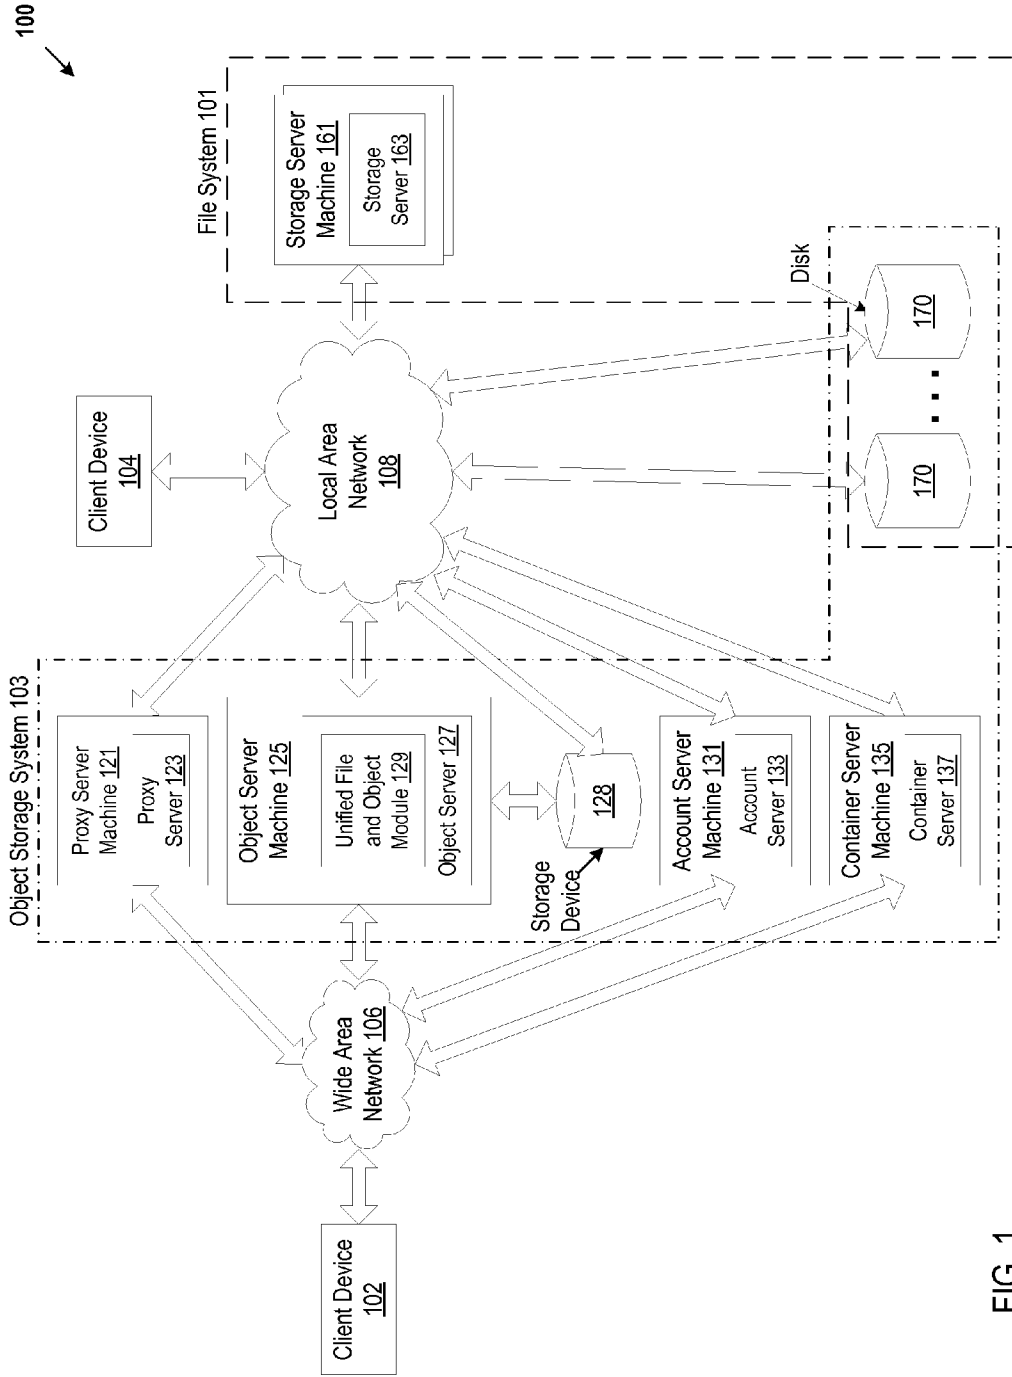 100
File System 101
Storage Server
Machine 161
Storage
Server 163
Client Device
104
Local Area
Network
108
Disk
170
170
Object Storage System 103
Proxy Server
Machine 121
Proxy
Server 123
Object Server
Machine 125
Unified File
and Object
Module 129
Object Server 127
128
Storage
Device
Account Server
Machine 131
Account
Server 133
Container Server
Machine 135
Container
Server 137
Wide Area
Network 106
Client Device
102
FIG. 1